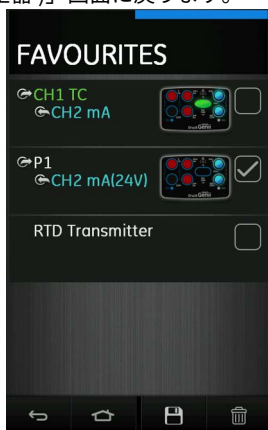 画面に戻ります。
FAVOURITES
CH1 TC
CH2 mA
P1
CH2 mA(24V)
RTD Transmitter